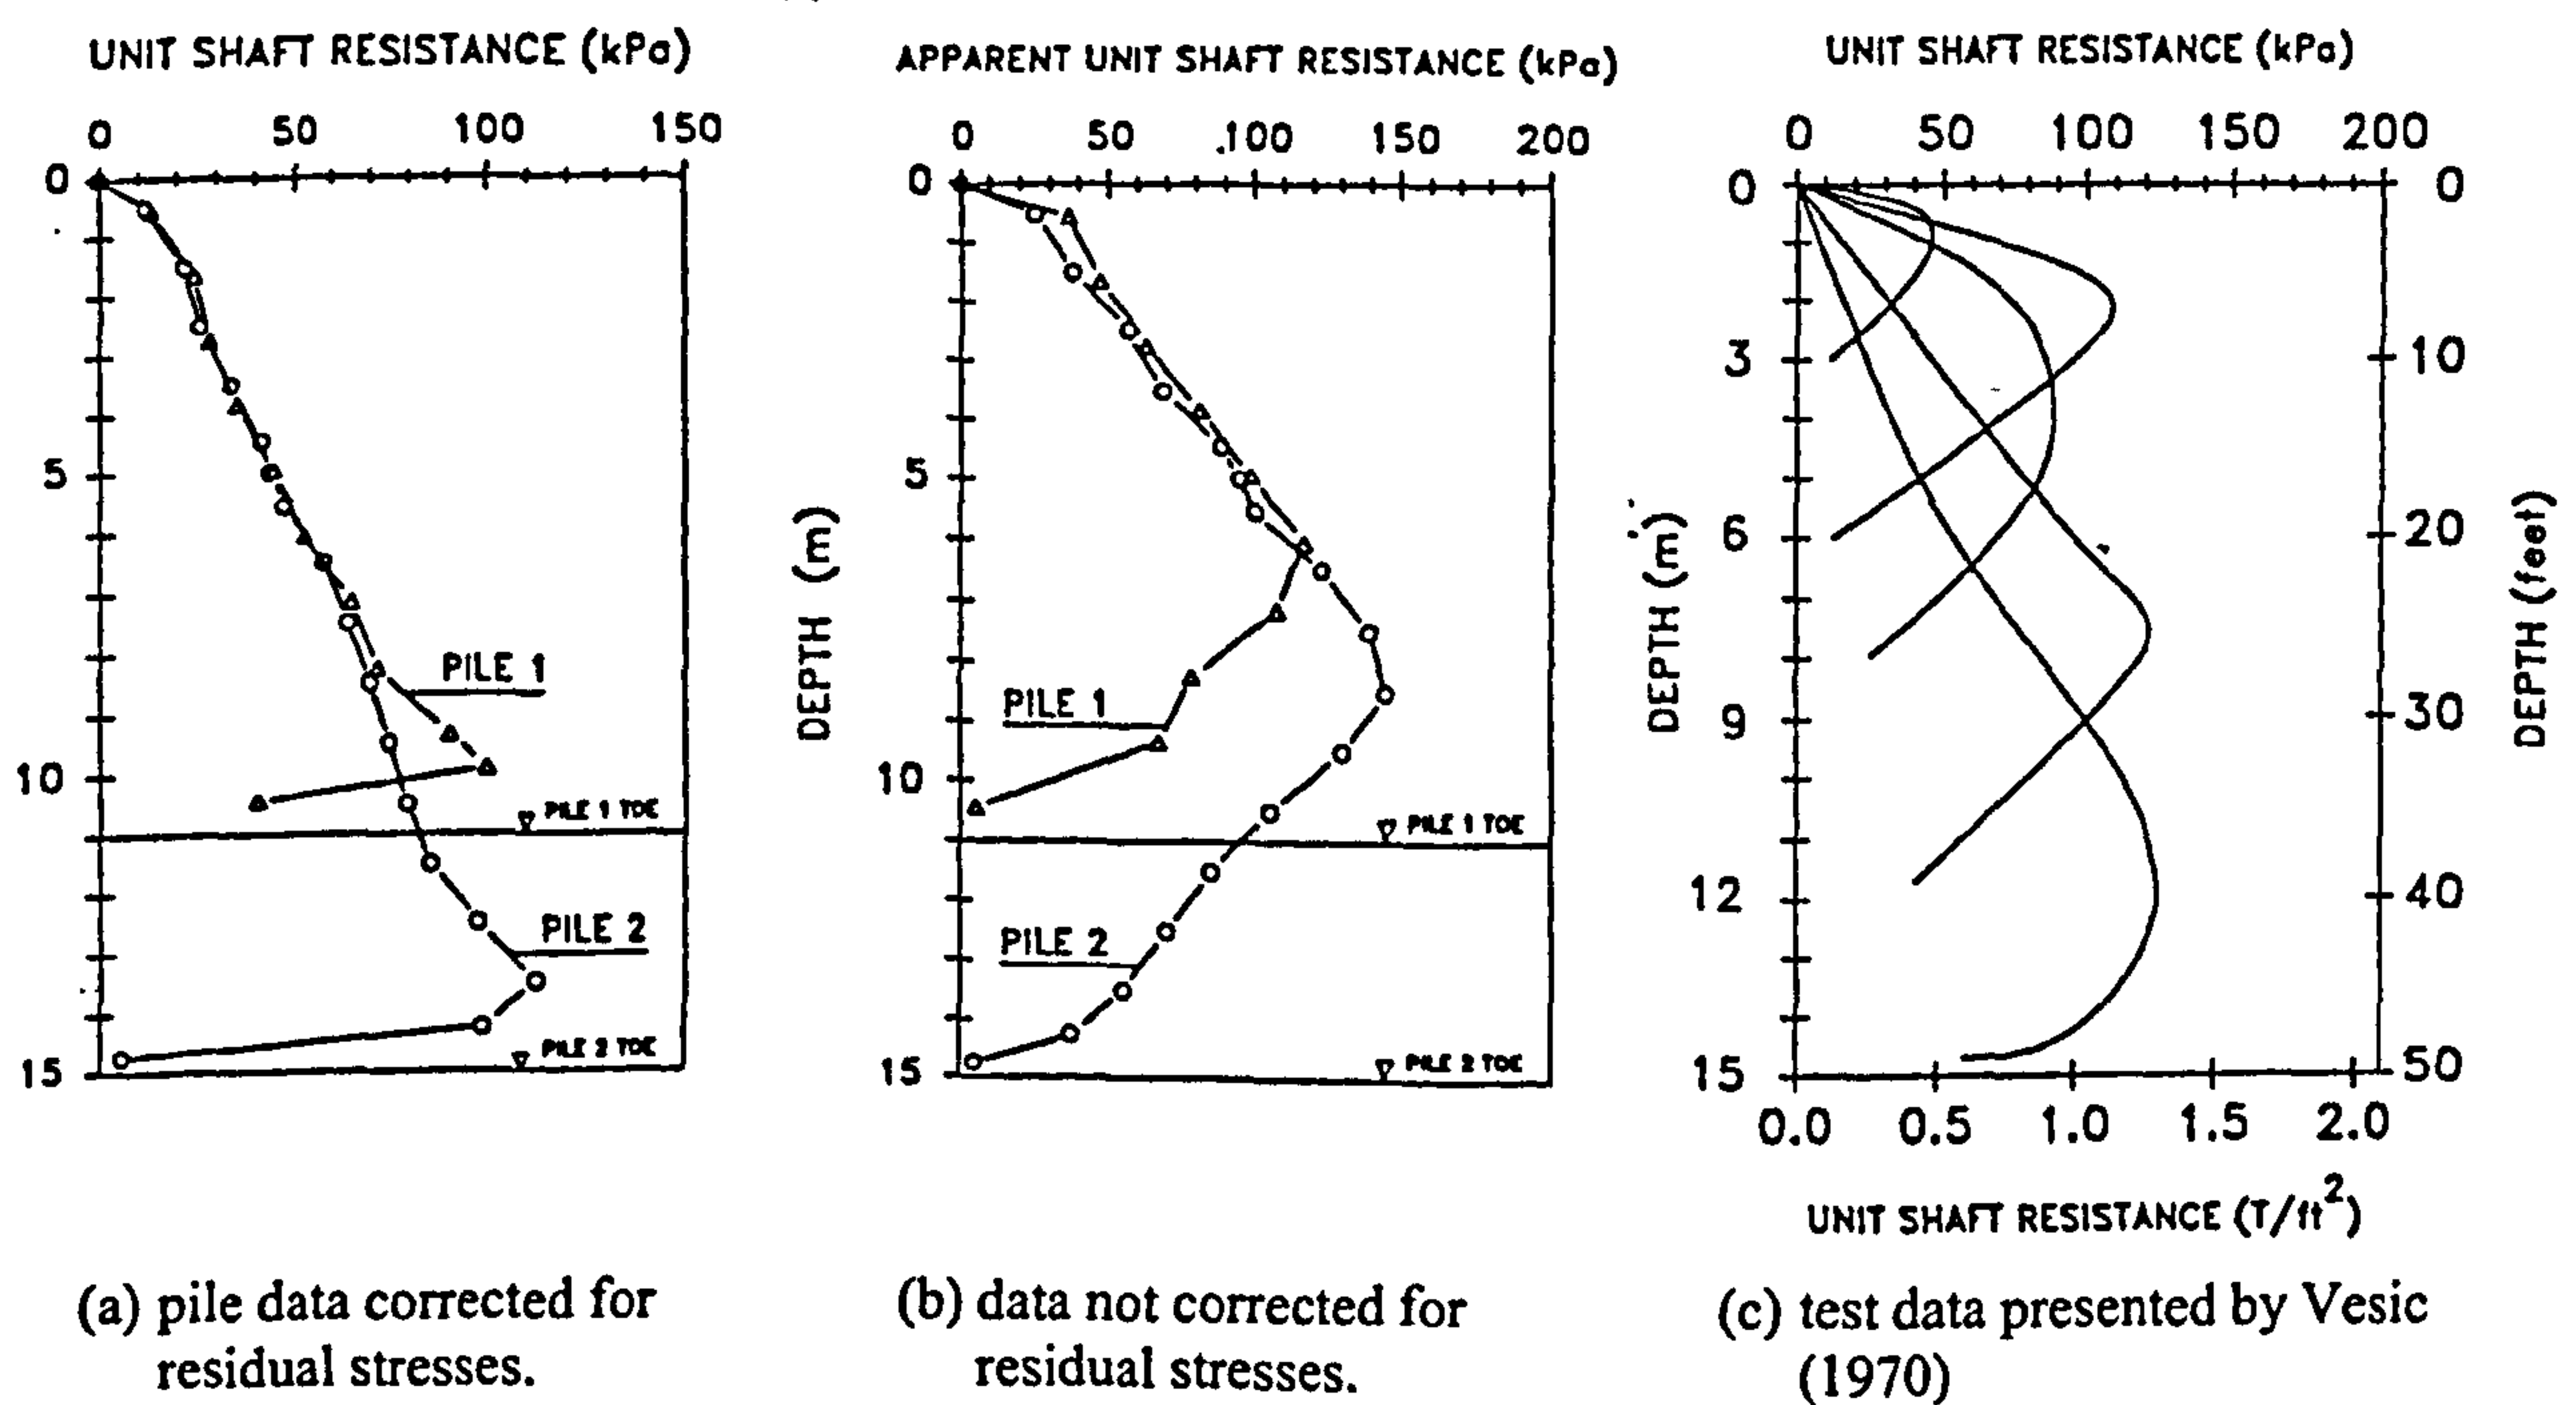 UNIT SHAFT RESISTANCE (kPa)
0 50 100 150
0
5
10
15
PILE 1
PILE 1 TOE
PILE 2
PILE 2 TOE
(a) pile data corrected for
residual stresses.
APPARENT UNIT SHAFT RESISTANCE (kPa)
0 50 100 150 200
DEPTH (m)
0
5
10
15
PILE 1
PILE 1 TOE
PILE 2
PILE 2 TOE
(b) data not corrected for
residual stresses.
UNIT SHAFT RESISTANCE (kPa)
0 50 100 150 200
DEPTH (m)
0
3
6
9
12
15
DEPTH (feet)
0
10
20
30
40
50
0.0 0.5 1.0 1.5 2.0
UNIT SHAFT RESISTANCE (T/ft²)
(c) test data presented by Vesic
(1970)